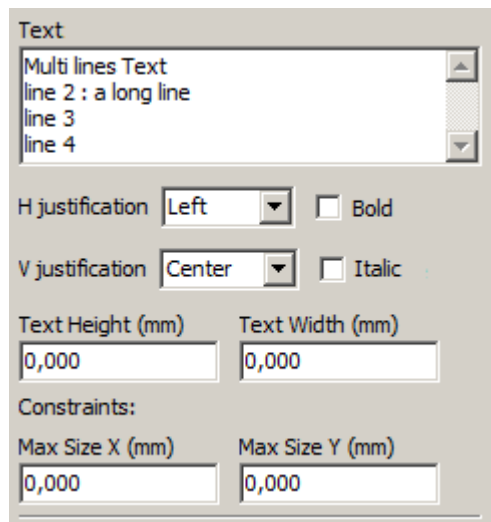 Text
Multi lines Text
line 2 : a long line
line 3
line 4
H justification Left Bold
V justification Center Italic
Text Height (mm) Text Width (mm)
0,000 0,000
Constraints:
Max Size X (mm) Max Size Y (mm)
0,000 0,000